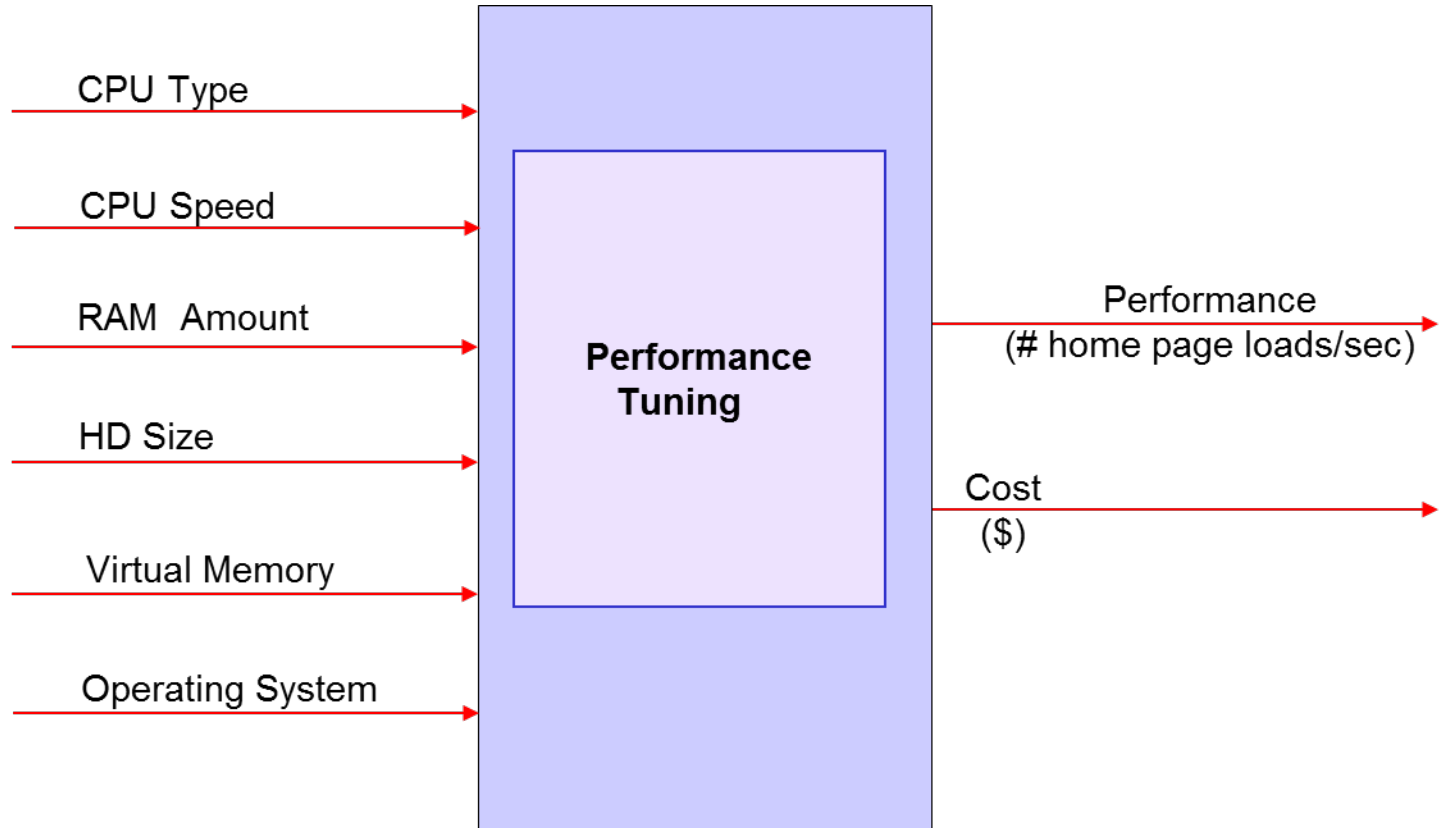 CPU Type
CPU Speed
RAM Amount
HD Size
Virtual Memory
Operating System
Performance
Tuning
Performance
(# home page loads/sec)
Cost
($)